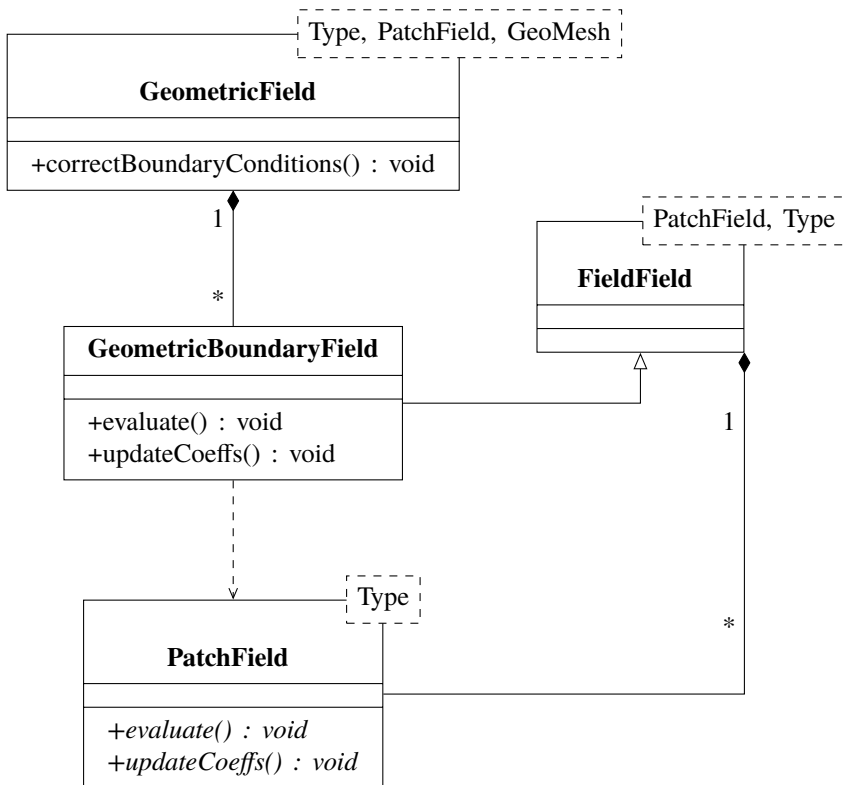 Type, PatchField, GeoMesh
GeometricField
+correctBoundaryConditions() : void
1
*
PatchField, Type
FieldField
GeometricBoundaryField
+evaluate() : void
+updateCoeffs() : void
1
*
Type
PatchField
+evaluate() : void
+updateCoeffs() : void